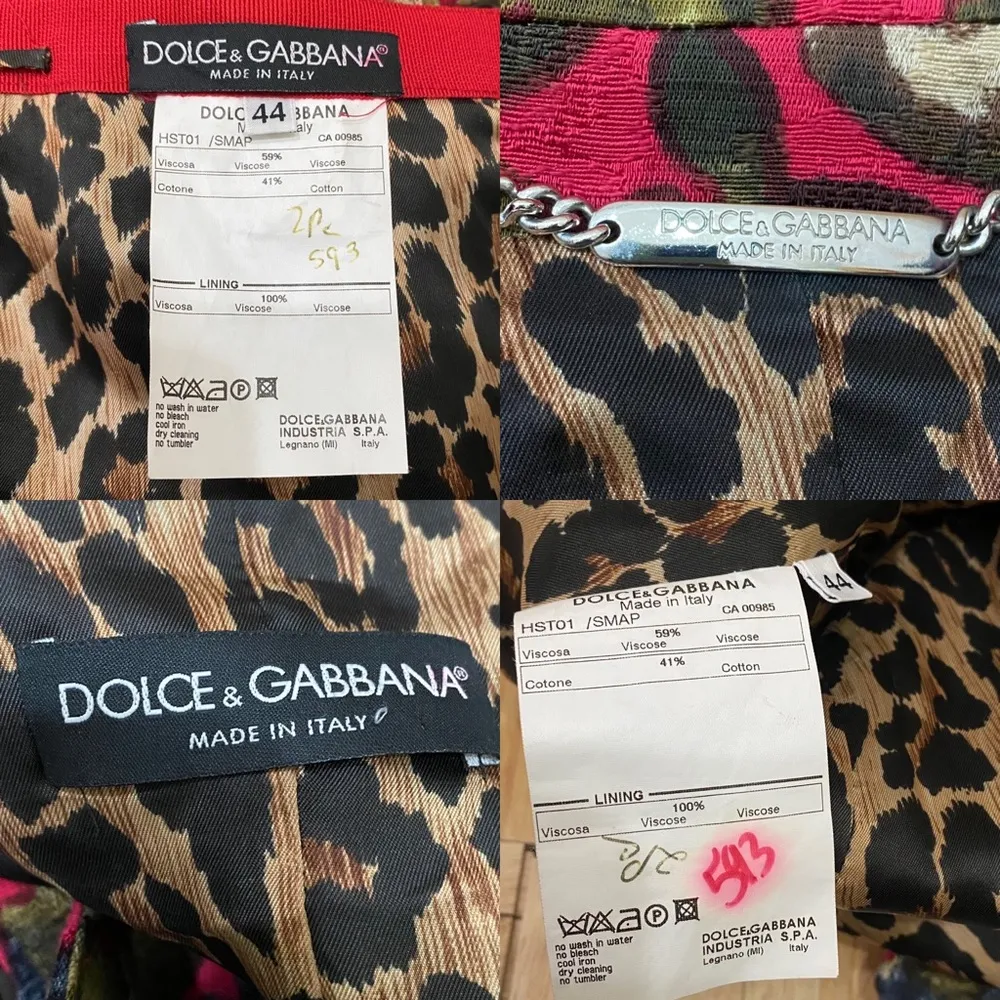 DOLCE & GABBANA®
MADE IN ITALY
DOLC 44 BBANA
M aly
HST01 /SMAP CA 00985
59%
Viscosa Viscose Viscose
41%
Cotone Cotton
2Pc
593
LINING
100%
Viscosa Viscose Viscose
P
no wash in water
no bleach
cool iron
dry cleaning
no tumbler
DOLCE&GABBANA
INDUSTRIA S.P.A.
Legnano (MI) Italy
DOLCE & GABBANA
MADE IN ITALY
DOLCE & GABBANA®
MADE IN ITALY
44
DOLCE&GABBANA
Made in Italy
HST01 /SMAP CA 00985
59%
Viscosa Viscose Viscose
41%
Cotone Cotton
LINING
100%
Viscosa Viscose Viscose
2Pc 593
P
no wash in water
no bleach
cool iron
dry cleaning
no tumbler
DOLCE&GABBANA
INDUSTRIA S.P.A.
Legnano (MI) Italy